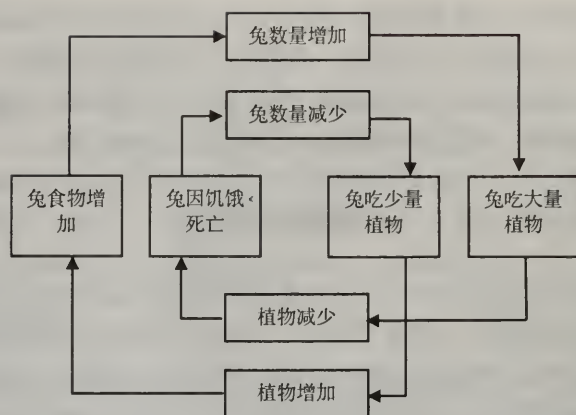 兔数量增加
兔数量减少
兔食物增
加
兔因饥饿
死亡
兔吃少量
植物
兔吃大量
植物
植物减少
植物增加